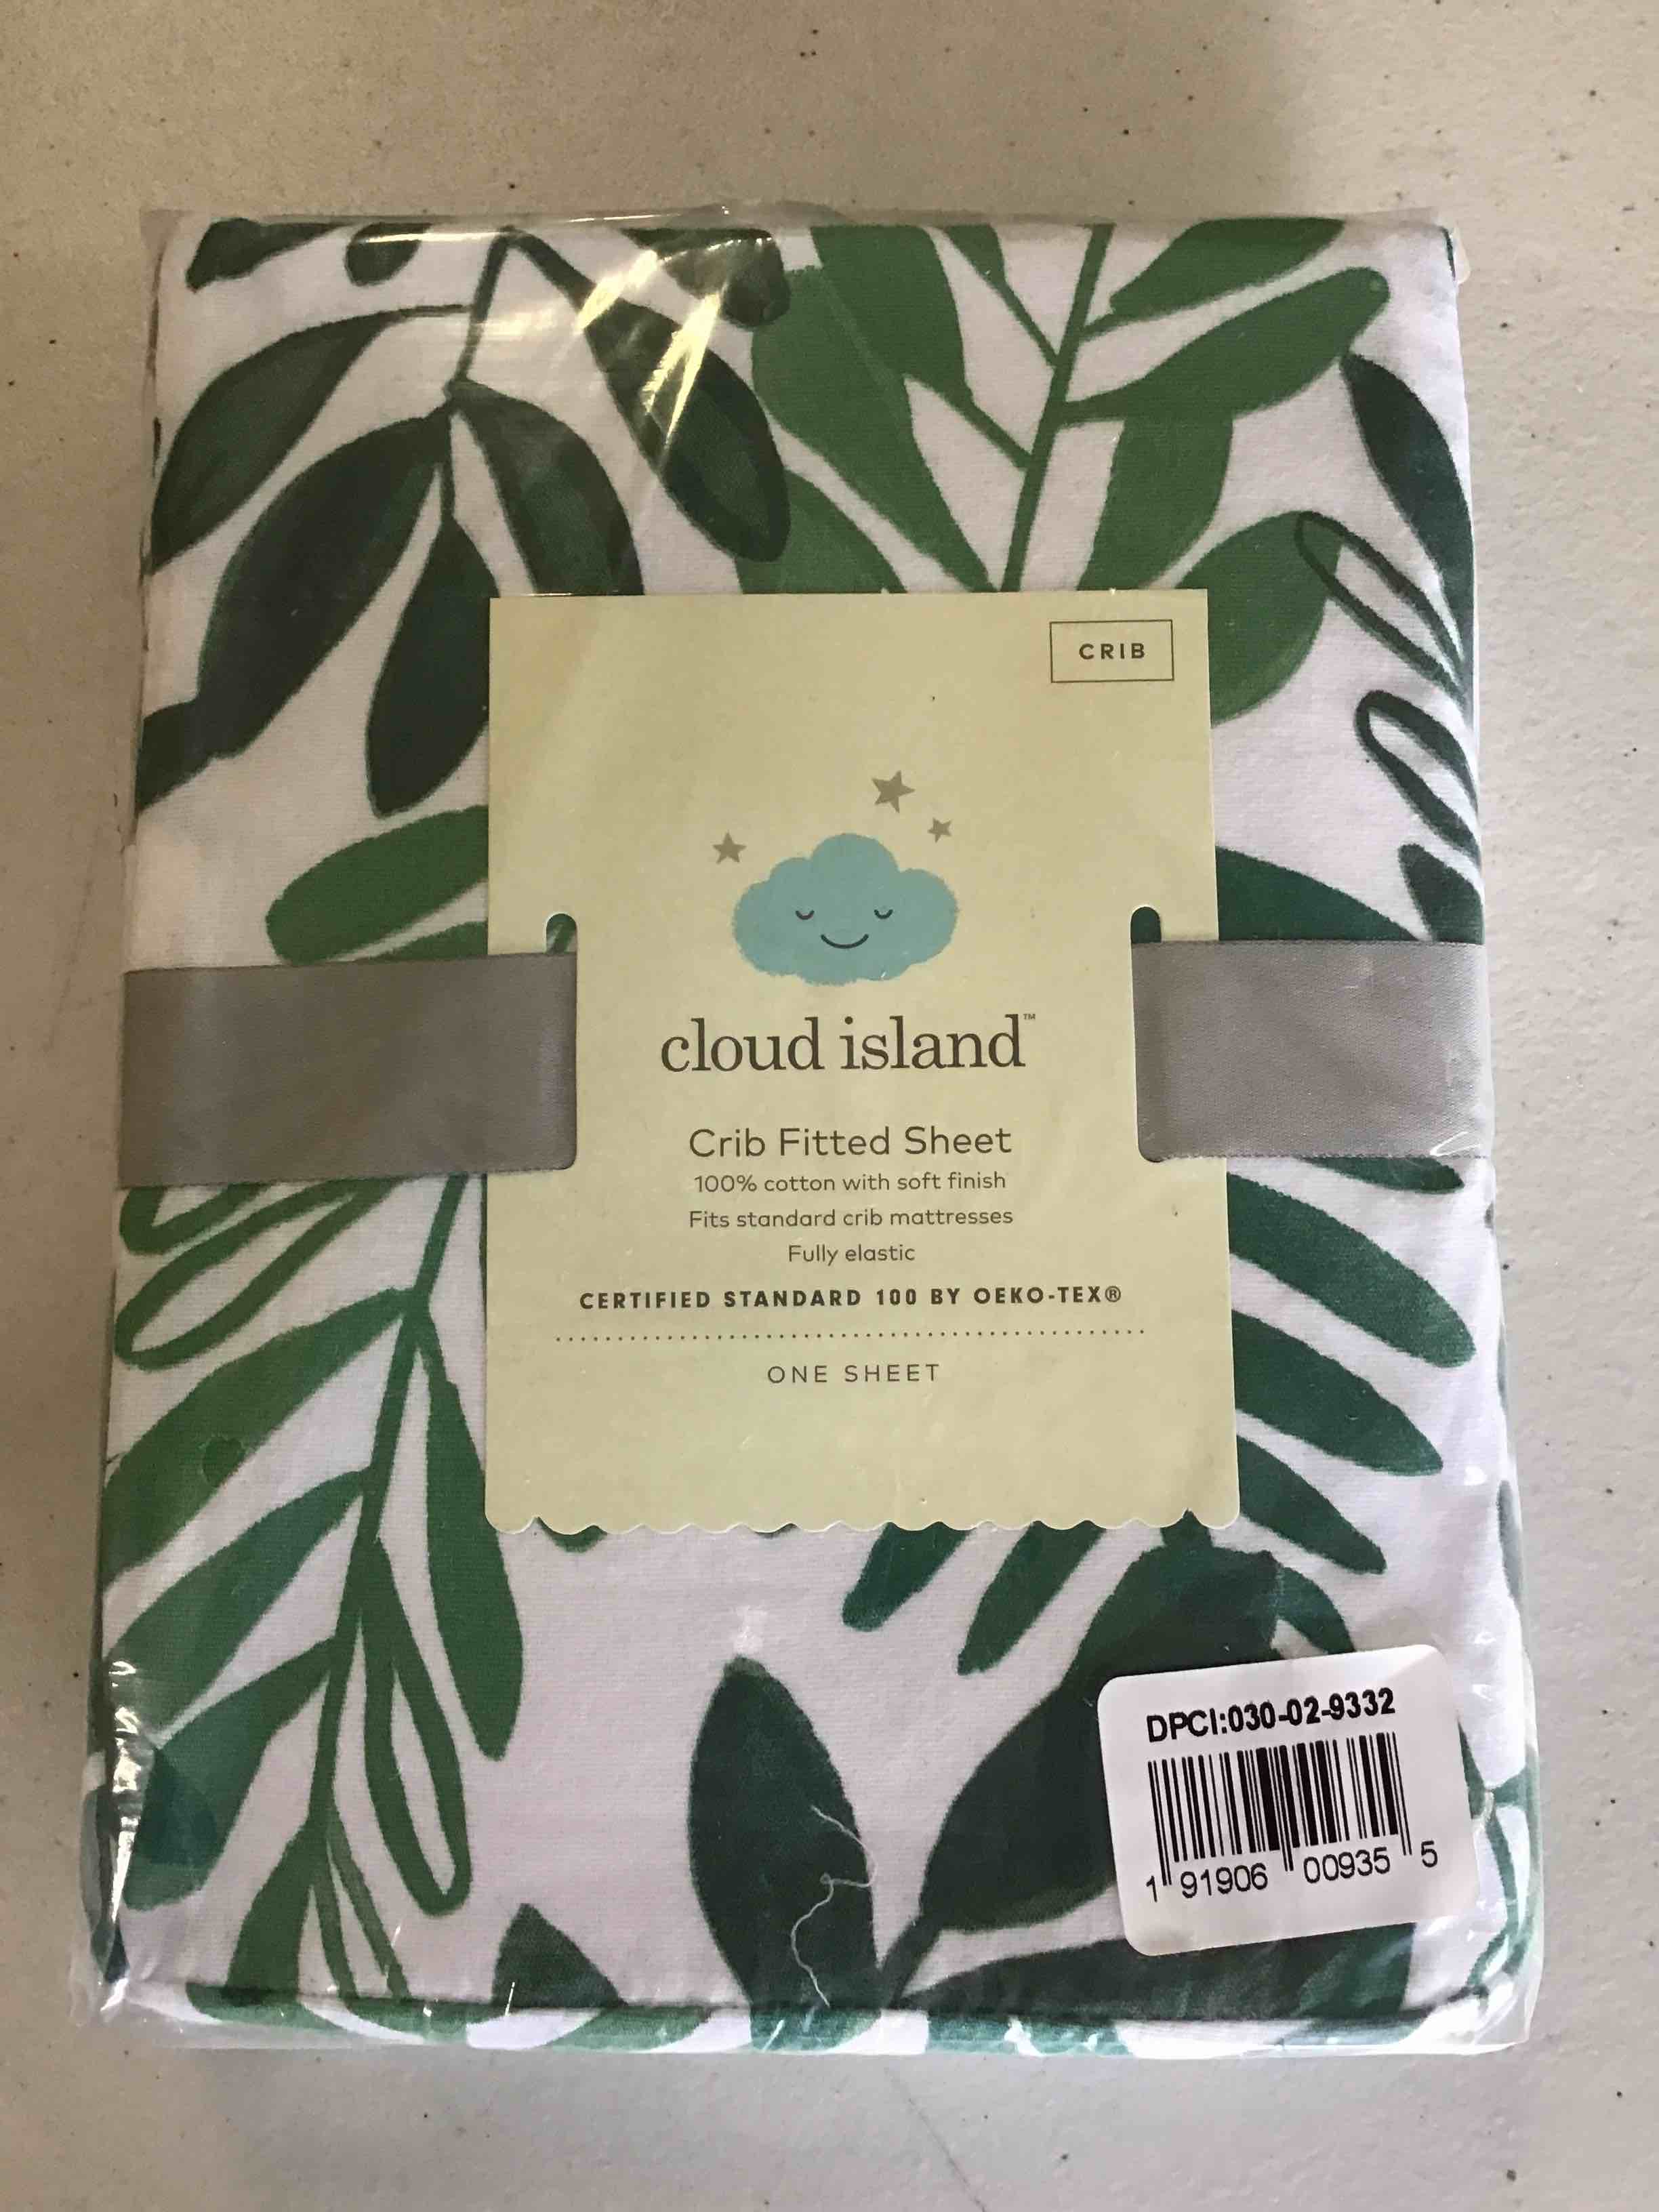 CRIB
cloud island™
Crib Fitted Sheet
100% cotton with soft finish
Fits standard crib mattresses
Fully elastic
CERTIFIED STANDARD 100 BY OEKO-TEX®
ONE SHEET
DPCI:030-02-9332
1 91906 00935 5